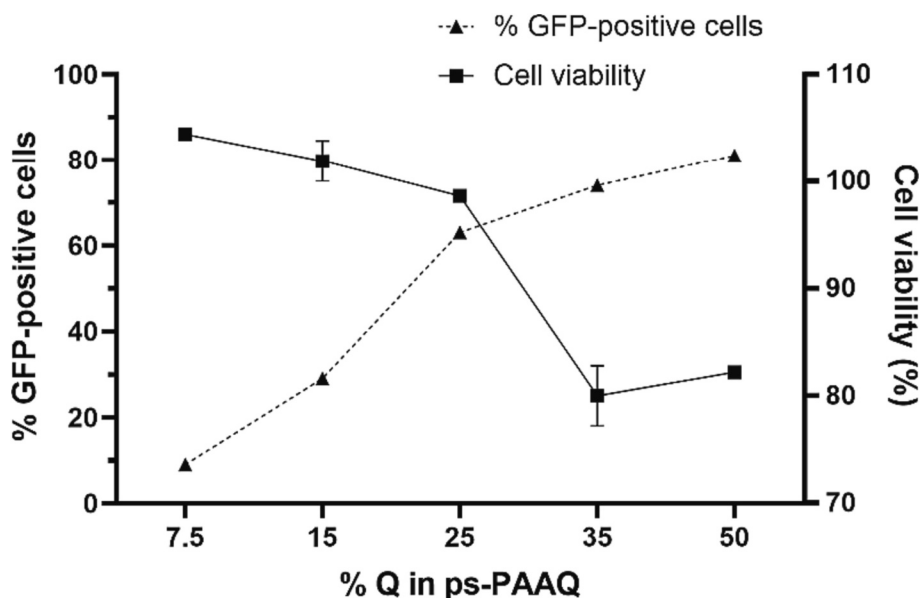 % GFP-positive cells
Cell viability
100
80
60
40
20
0
% GFP-positive cells
110
100
90
80
70
Cell viability (%)
7.5 15 25 35 50
% Q in ps-PAAQ